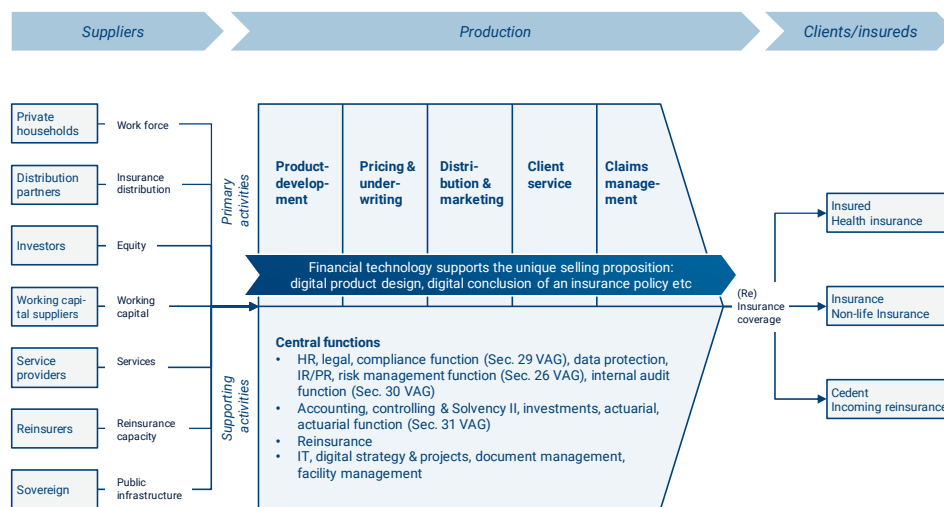 Suppliers
Production
Clients/insureds
Private
households
Work force
Distribution
partners
Insurance
distribution
Investors
Equity
Working capi-
tal suppliers
Working
capital
Service
providers
Services
Reinsurers
Reinsurance
capacity
Sovereign
Public
infrastructure
Primary
activities
Supporting
activities
Product-
develop-
ment
Pricing &
under-
writing
Distri-
bution &
marketing
Client
service
Claims
manage-
ment
Financial technology supports the unique selling proposition:
digital product design, digital conclusion of an insurance policy etc
Central functions
• HR, legal, compliance function (Sec. 29 VAG), data protection,
IR/PR, risk management function (Sec. 26 VAG), internal audit
function (Sec. 30 VAG)
• Accounting, controlling & Solvency II, investments, actuarial,
actuarial function (Sec. 31 VAG)
• Reinsurance
• IT, digital strategy & projects, document management,
facility management
(Re)
Insurance
coverage
Insured
Health insurance
Insurance
Non-life Insurance
Cedent
Incoming reinsurance